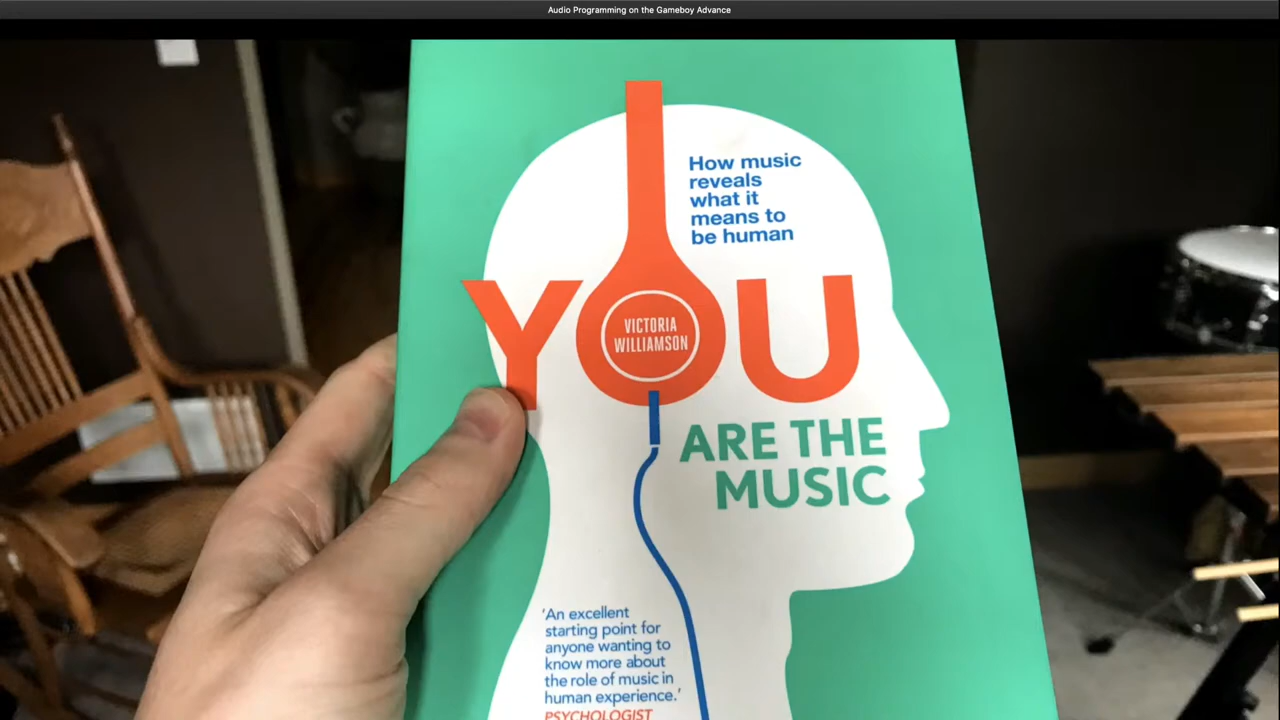 Audio Programming on the Gameboy Advance
How music
reveals
what it
means to
be human
YOU
VICTORIA
WILLIAMSON
ARE THE
MUSIC
'An excellent
starting point for
anyone wanting to
know more about
the role of music in
human experience.'
PSYCHOLOGIST